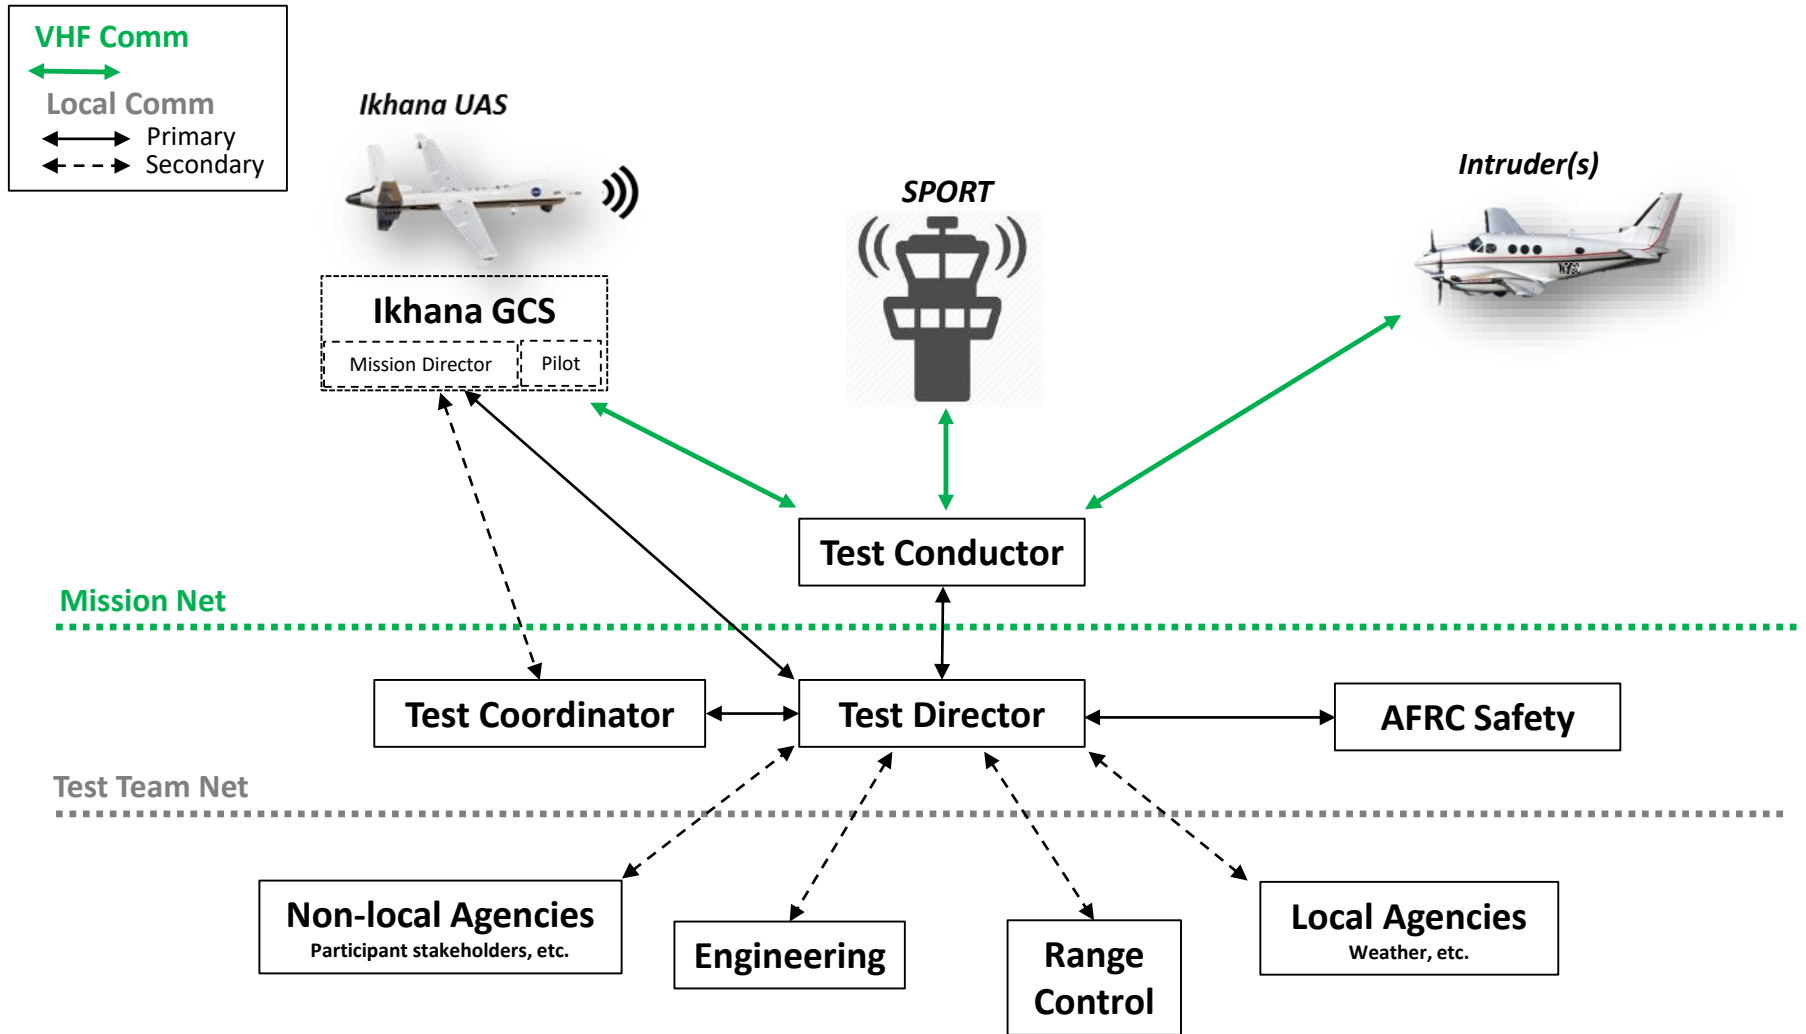 VHF Comm
Local Comm
Primary
Secondary
Ikhana UAS
SPORT
Intruder(s)
Ikhana GCS
Mission Director
Pilot
Test Conductor
Mission Net
Test Coordinator
Test Director
AFRC Safety
Test Team Net
Non-local Agencies
Participant stakeholders, etc.
Engineering
Range
Control
Local Agencies
Weather, etc.